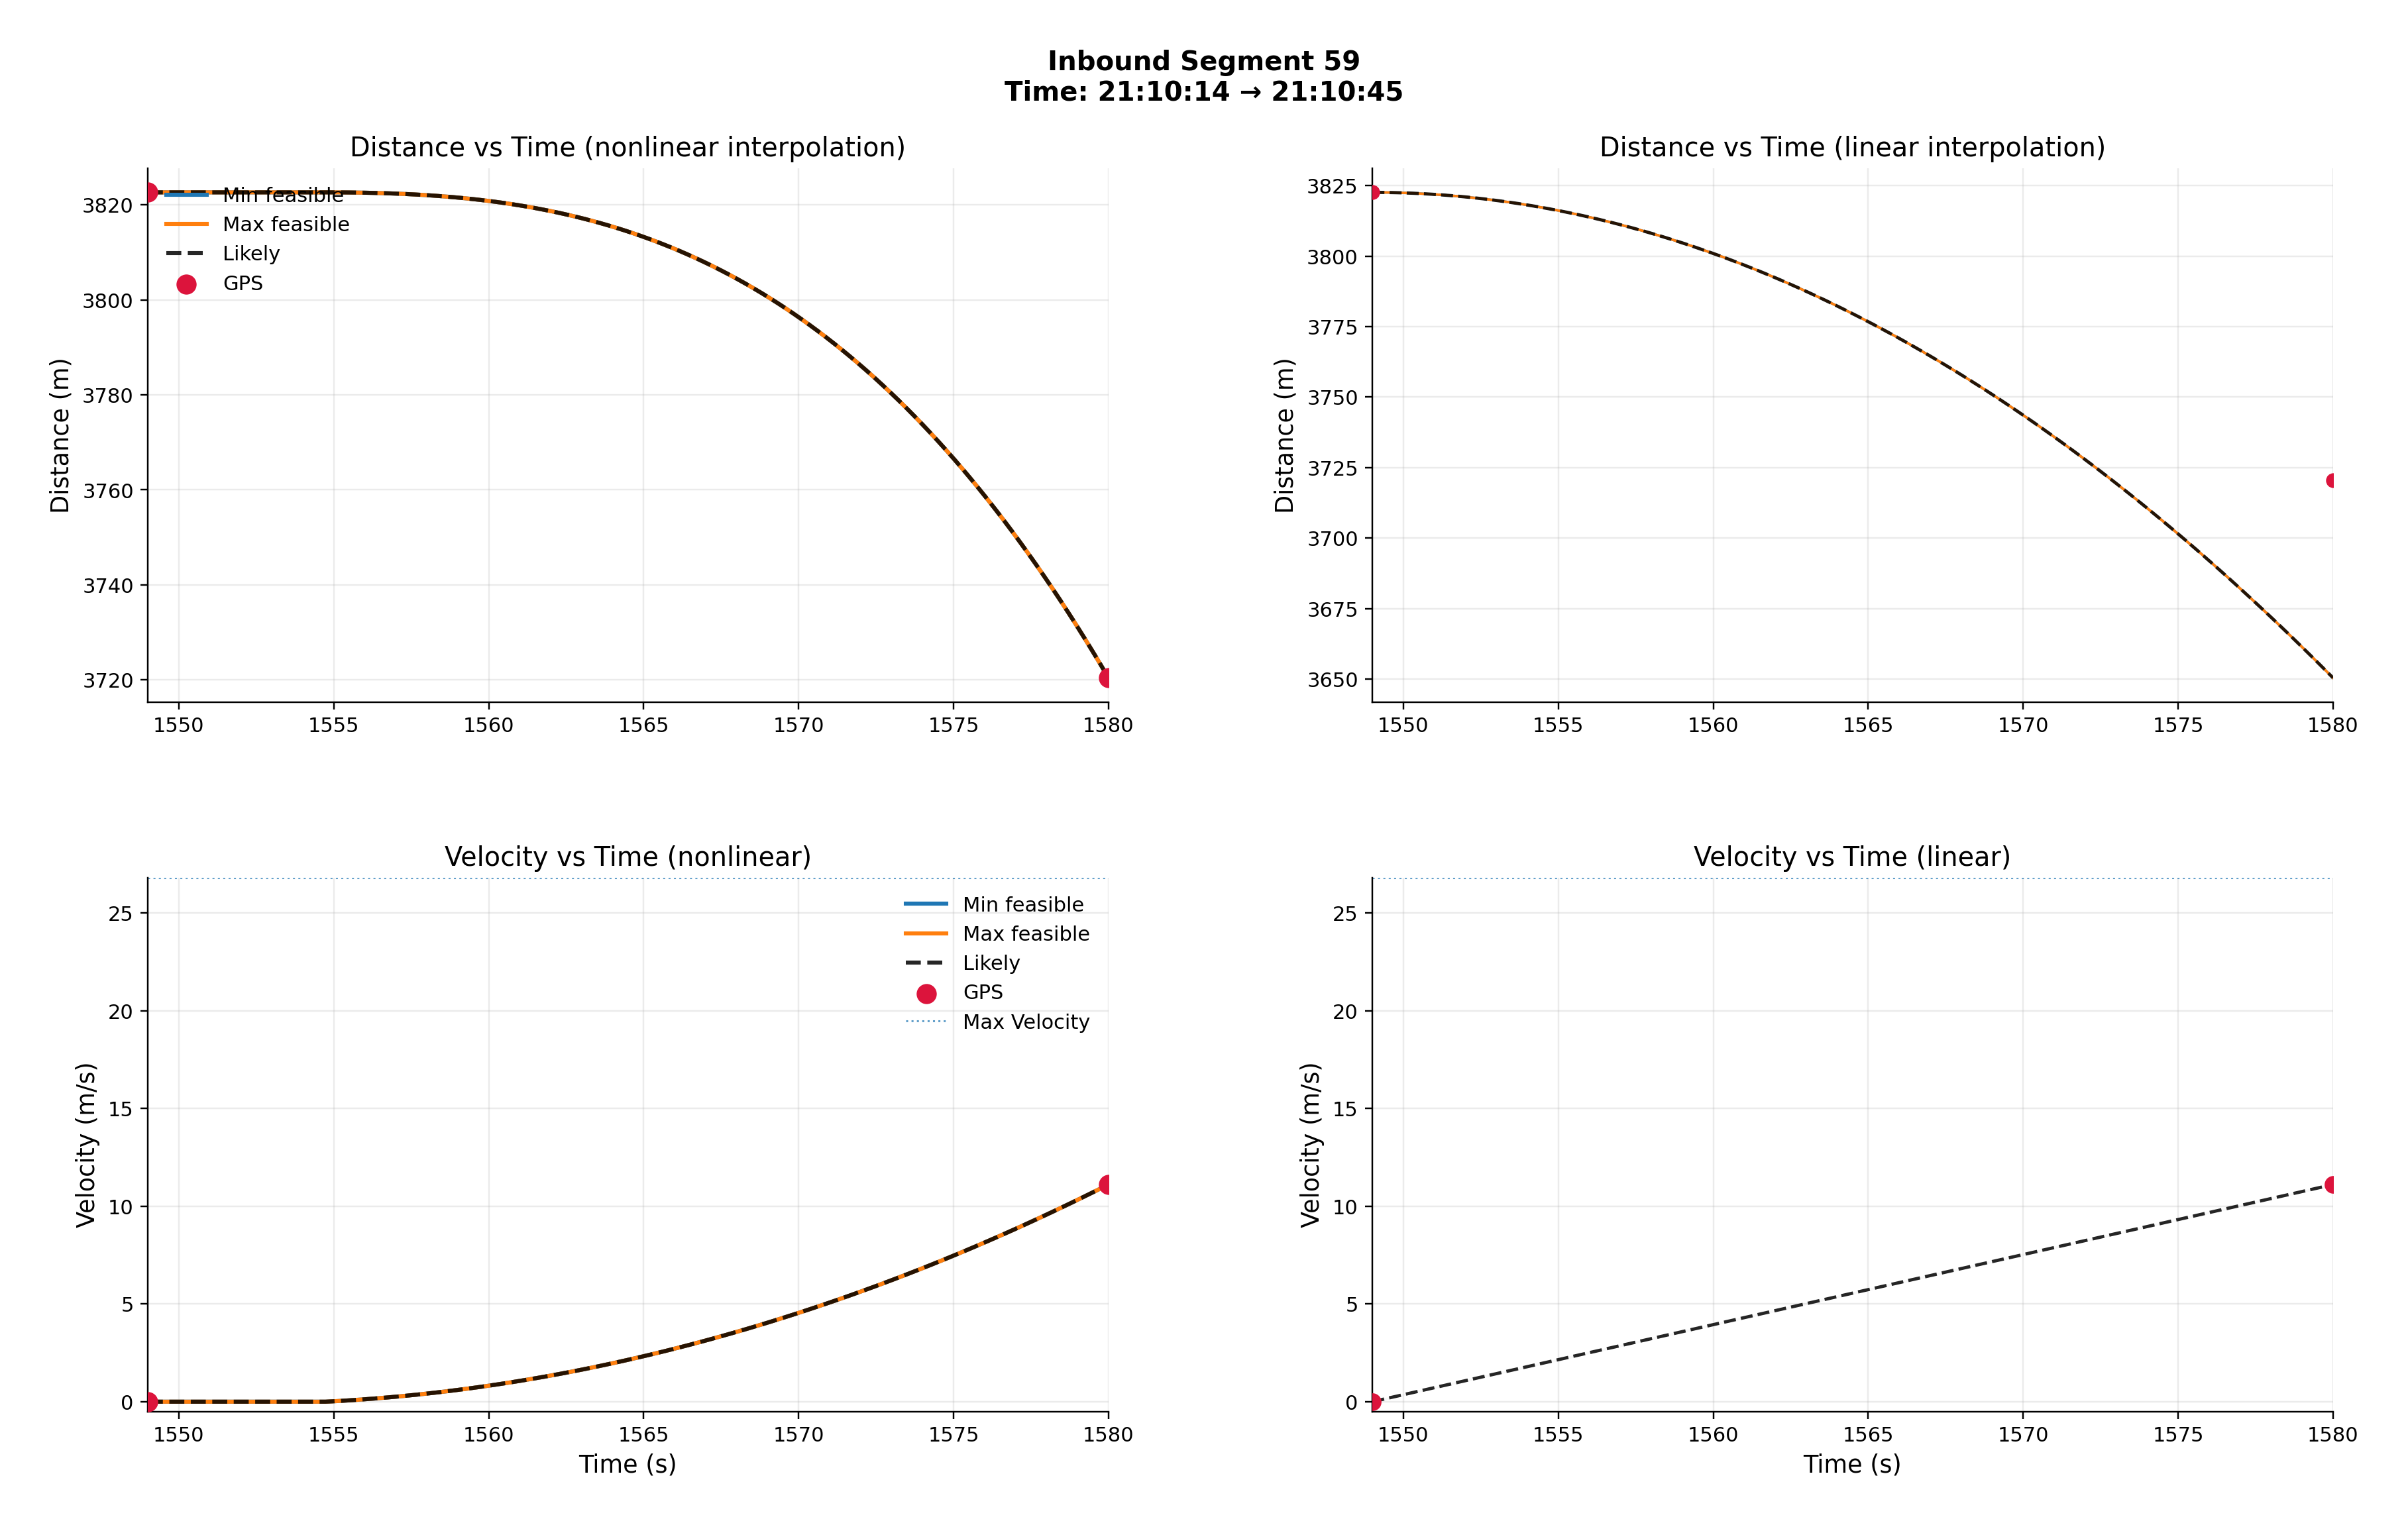 Inbound Segment 59
Time: 21:10:14 → 21:10:45
Distance vs Time (nonlinear interpolation)
Distance (m)
3820
3800
3780
3760
3740
3720
Min feasible
Max feasible
Likely
GPS
1550 1555 1560 1565 1570 1575 1580
Distance vs Time (linear interpolation)
Distance (m)
3825
3800
3775
3750
3725
3700
3675
3650
1550 1555 1560 1565 1570 1575 1580
Velocity vs Time (nonlinear)
Velocity (m/s)
25
20
15
10
5
0
Min feasible
Max feasible
Likely
GPS
Max Velocity
1550 1555 1560 1565 1570 1575 1580
Time (s)
Velocity vs Time (linear)
Velocity (m/s)
25
20
15
10
5
0
1550 1555 1560 1565 1570 1575 1580
Time (s)